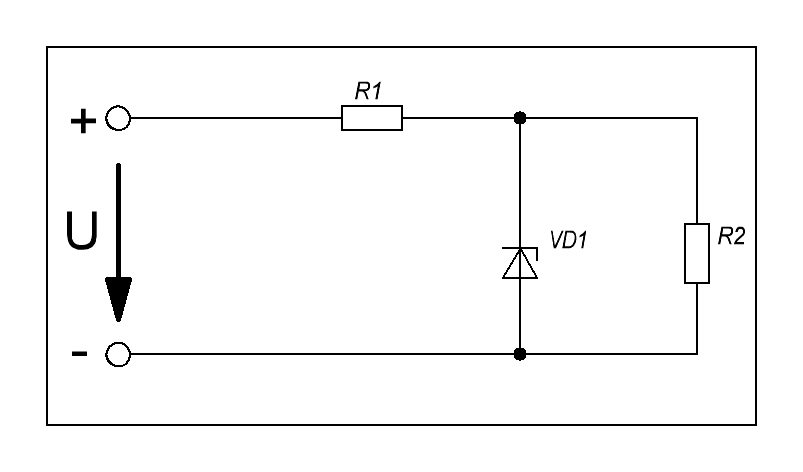 R1
+
U
VD1
R2
-